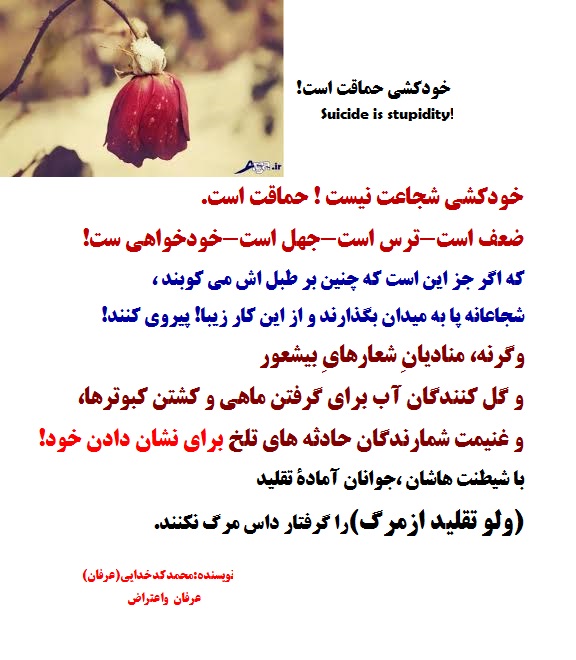 خودکشی حماقت است!
Suicide is stupidity!
.ir
خودکشی شجاعت نیست ! حماقت است.
ضعف است-ترس است-جهل است-خودخواهی ست!
که اگر جز این است که چنین بر طبل اش می کوبند ،
شجاعانه پا به میدان بگذارند و از این کار زیبا! پیروی کنند!
وگرنه، منادیانِ شعارهایِ بیشعور
و گل کنندگان آب برای گرفتن ماهی و کشتن کبوترها،
و غنیمت شمارندگان حادثه های تلخ برای نشان دادن خود!
با شیطنت هاشان ،جوانان آمادۀ تقلید
(ولو تقلید ازمرگ)را گرفتار داس مرگ نکنند.
نویسنده:محمدکدخدایی(عرفان)
عرفان واعتراض